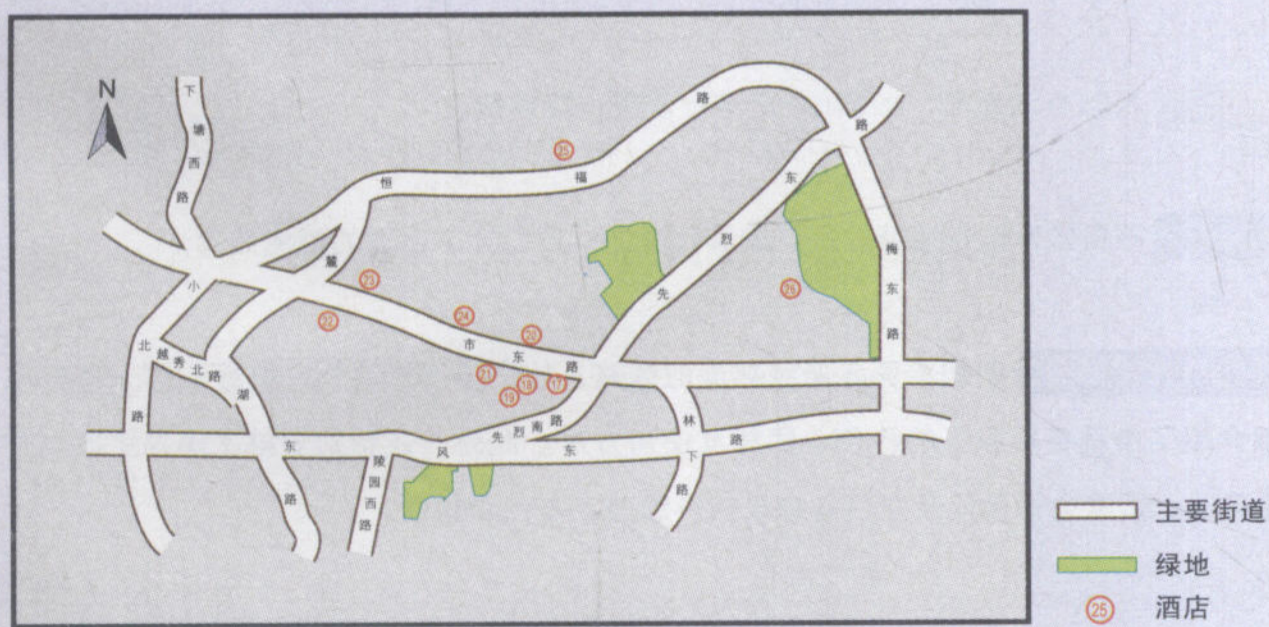 N
下塘西路
恒福路
先烈东路
梅东路
麓湖路
小北路
越秀北路
环市东路
先烈南路
东风东路
陵园西路
林下路
23
22
24
20
21
18
17
19
25
26
主要街道
绿地
25 酒店